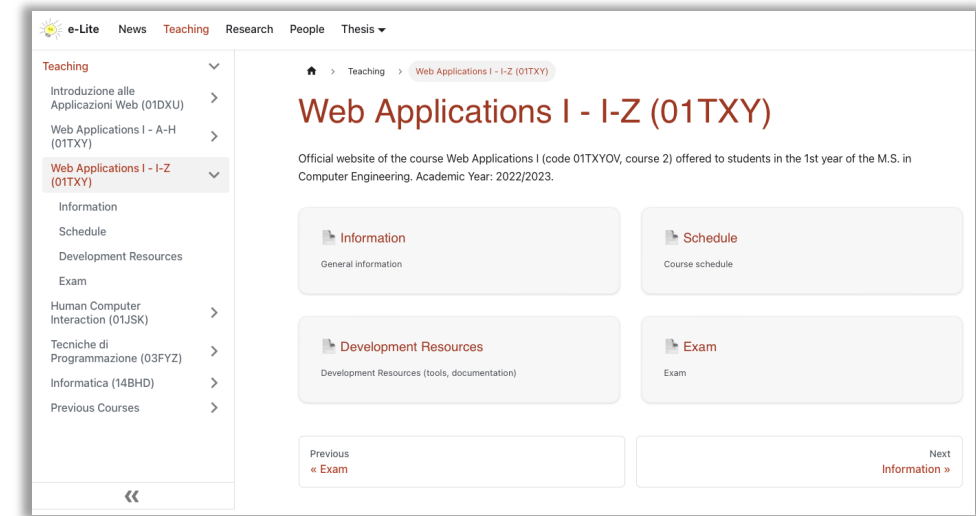 e-Lite News Teaching Research People Thesis
Teaching
Introduzione alle
Applicazioni Web (01DXU)
Web Applications I - A-H
(01TXY)
Web Applications I - I-Z
(01TXY)
Information
Schedule
Development Resources
Exam
Human Computer
Interaction (01JSK)
Tecniche di
Programmazione (03FYZ)
Informatica (14BHD)
Previous Courses
Teaching > Web Applications I - I-Z (01TXY)
Web Applications I - I-Z (01TXY)
Official website of the course Web Applications I (code 01TXYOV, course 2) offered to students in the 1st year of the M.S. in
Computer Engineering. Academic Year: 2022/2023.
Information
General information
Schedule
Course schedule
Development Resources
Development Resources (tools, documentation)
Exam
Exam
Previous
« Exam
Next
Information »